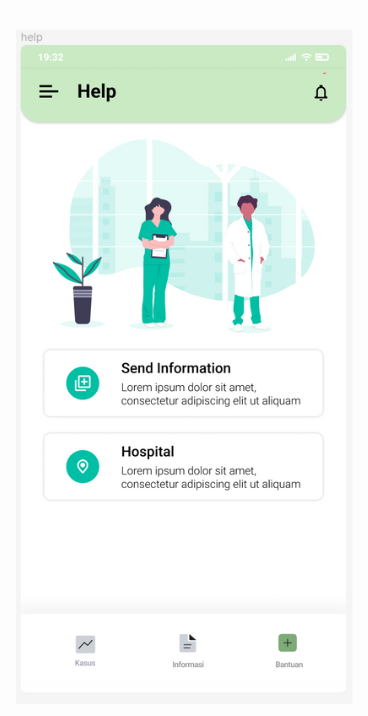 help
19:32
Help
Send Information
Lorem ipsum dolor sit amet,
consectetur adipiscing elit ut aliquam
Hospital
Lorem ipsum dolor sit amet,
consectetur adipiscing elit ut aliquam
Kasus
Informasi
Bantuan